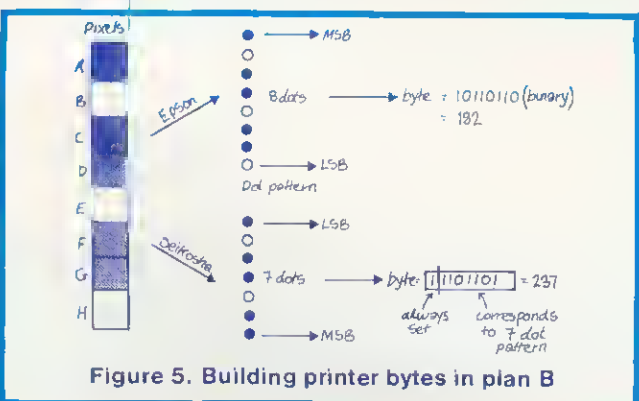 Pixels
A
B
C
D
E
F
G
H
Epson
Seikosha
MSB
8 dots
LSB
Dot pattern
byte = 10110110 (binary)
= 182
LSB
7 dots
MSB
byte = 11101101 = 237
always set
corresponds to 7 dot pattern
Figure 5. Building printer bytes in plan B